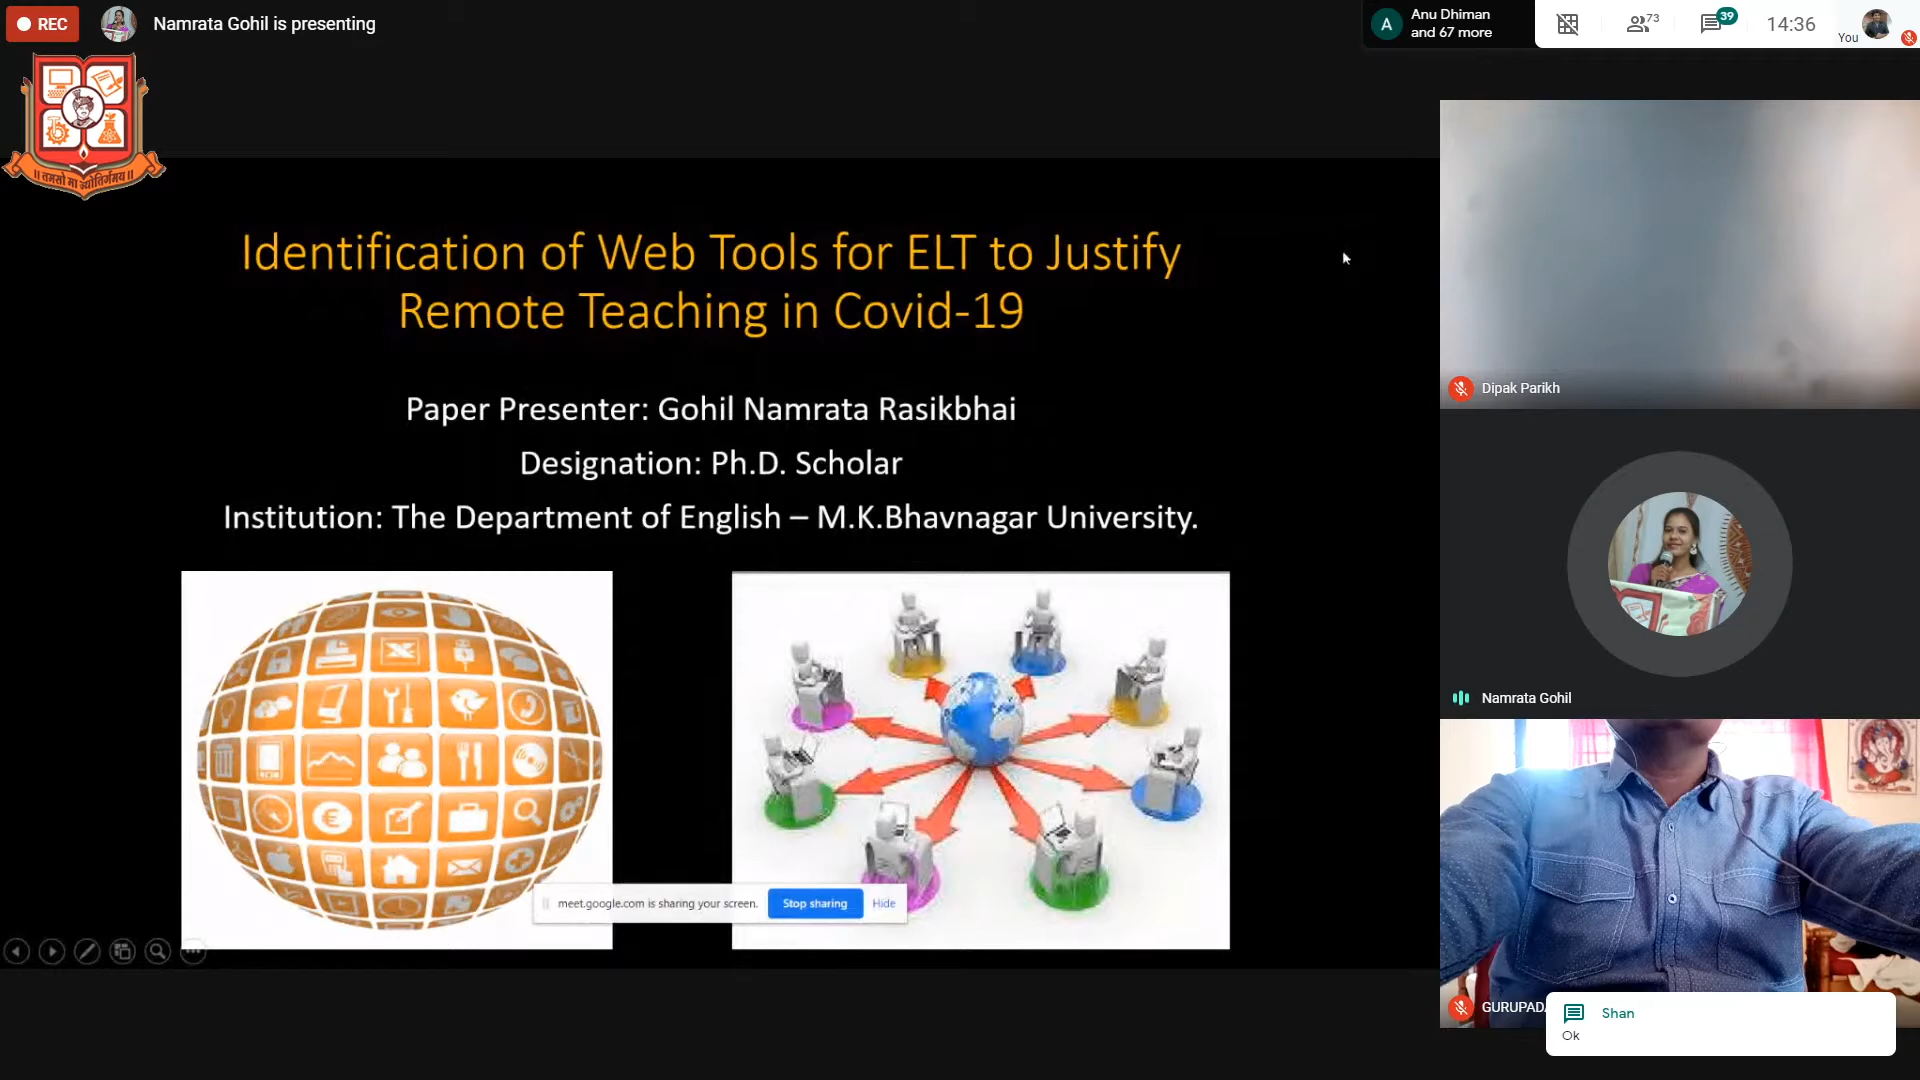 REC
Namrata Gohil is presenting
A
Anu Dhiman
and 67 more
73
39
14:36
You
॥ तमसो मा ज्योतिर्गमय ॥
Identification of Web Tools for ELT to Justify
Remote Teaching in Covid-19
Paper Presenter: Gohil Namrata Rasikbhai
Designation: Ph.D. Scholar
Institution: The Department of English – M.K.Bhavnagar University.
meet.google.com is sharing your screen.
Stop sharing
Hide
Dipak Parikh
Namrata Gohil
GURUPAD
Shan
Ok